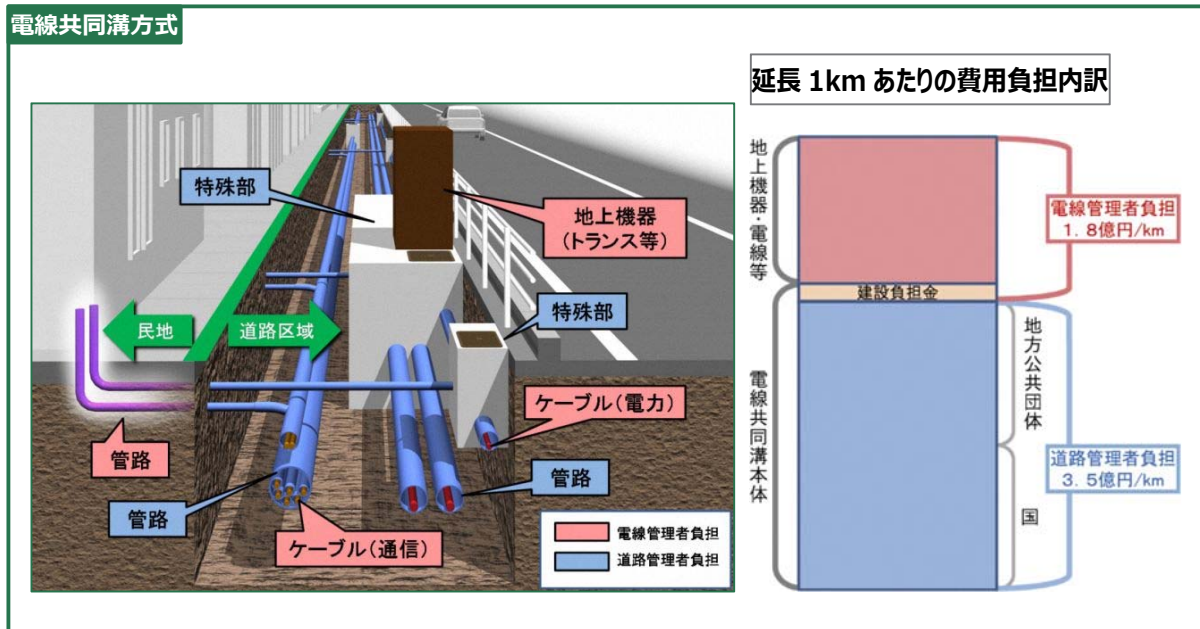 電線共同溝方式
延長 1km あたりの費用負担内訳
特殊部
地上機器
(トランス等)
特殊部
民地
道路区域
ケーブル(電力)
管路
管路
管路
ケーブル(通信)
電線管理者負担
道路管理者負担
地上機器・電線等
電線管理者負担
1.8億円/km
建設負担金
電線共同溝本体
地方公共団体
道路管理者負担
3.5億円/km
国